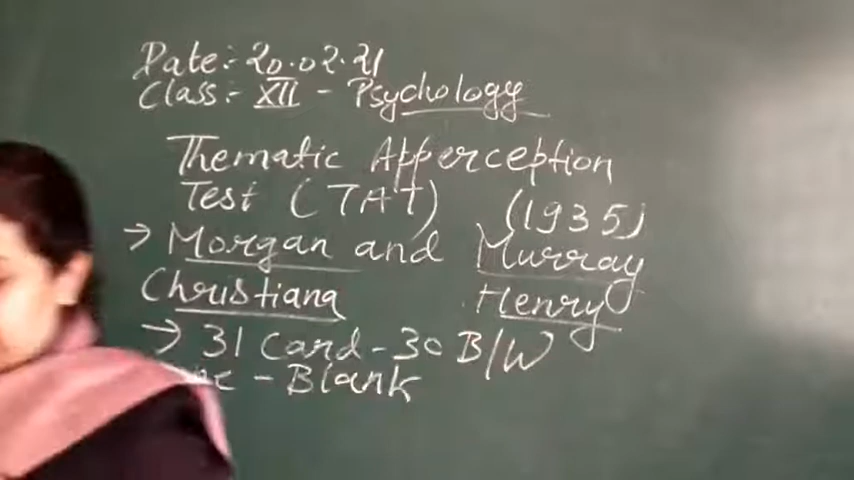 Date:- 20.02.21
Class:- XII - Psychology
Thematic Apperception
Test (TAT) (1935)
→ Morgan and Murray
Christiana Henry
→ 31 Card - 30 B/W
- Blank